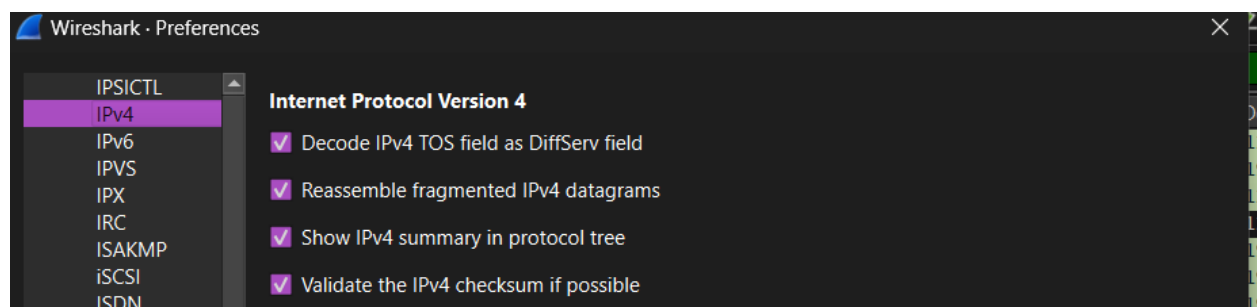 Wireshark · Preferences
IPSICTL
IPv4
IPv6
IPVS
IPX
IRC
ISAKMP
iSCSI
ISDN
Internet Protocol Version 4
Decode IPv4 TOS field as DiffServ field
Reassemble fragmented IPv4 datagrams
Show IPv4 summary in protocol tree
Validate the IPv4 checksum if possible